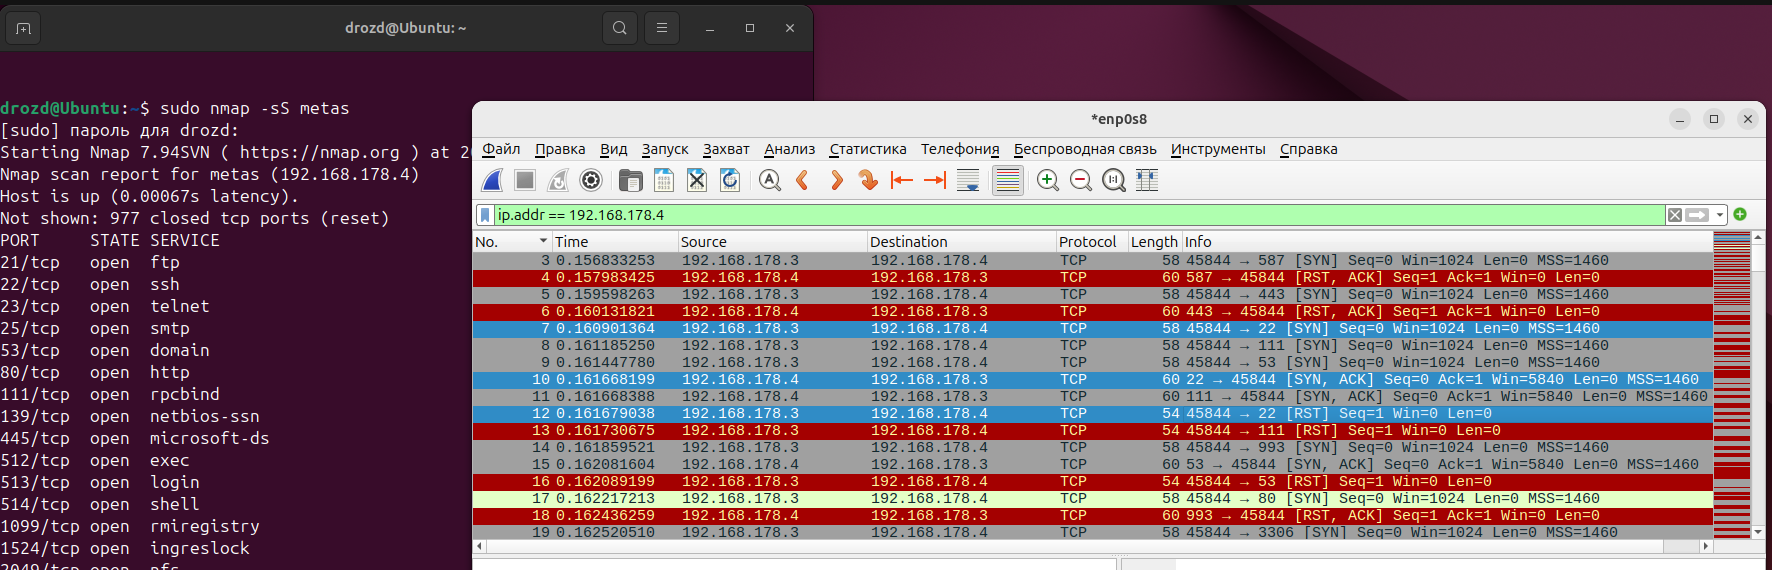 drozd@Ubuntu: ~
drozd@Ubuntu:~$ sudo nmap -sS metas
[sudo] пароль для drozd:
Starting Nmap 7.94SVN ( https://nmap.org ) at
Nmap scan report for metas (192.168.178.4)
Host is up (0.00067s latency).
Not shown: 977 closed tcp ports (reset)
PORT STATE SERVICE
21/tcp open ftp
22/tcp open ssh
23/tcp open telnet
25/tcp open smtp
53/tcp open domain
80/tcp open http
111/tcp open rpcbind
139/tcp open netbios-ssn
445/tcp open microsoft-ds
512/tcp open exec
513/tcp open login
514/tcp open shell
1099/tcp open rmiregistry
1524/tcp open ingreslock
2049/tcp open nfs
*enp0s8
Файл Правка Вид Запуск Захват Анализ Статистика Телефония Беспроводная связь Инструменты Справка
ip.addr == 192.168.178.4
No. Time Source Destination Protocol Length Info
3 0.156833253 192.168.178.3 192.168.178.4 TCP 58 45844 → 587 [SYN] Seq=0 Win=1024 Len=0 MSS=1460
4 0.157983425 192.168.178.4 192.168.178.3 TCP 60 587 → 45844 [RST, ACK] Seq=1 Ack=1 Win=0 Len=0
5 0.159598263 192.168.178.3 192.168.178.4 TCP 58 45844 → 443 [SYN] Seq=0 Win=1024 Len=0 MSS=1460
6 0.160131821 192.168.178.4 192.168.178.3 TCP 60 443 → 45844 [RST, ACK] Seq=1 Ack=1 Win=0 Len=0
7 0.160901364 192.168.178.3 192.168.178.4 TCP 58 45844 → 22 [SYN] Seq=0 Win=1024 Len=0 MSS=1460
8 0.161185250 192.168.178.3 192.168.178.4 TCP 58 45844 → 111 [SYN] Seq=0 Win=1024 Len=0 MSS=1460
9 0.161447780 192.168.178.3 192.168.178.4 TCP 58 45844 → 53 [SYN] Seq=0 Win=1024 Len=0 MSS=1460
10 0.161668199 192.168.178.4 192.168.178.3 TCP 60 22 → 45844 [SYN, ACK] Seq=0 Ack=1 Win=5840 Len=0 MSS=1460
11 0.161668388 192.168.178.4 192.168.178.3 TCP 60 111 → 45844 [SYN, ACK] Seq=0 Ack=1 Win=5840 Len=0 MSS=1460
12 0.161679038 192.168.178.3 192.168.178.4 TCP 54 45844 → 22 [RST] Seq=1 Win=0 Len=0
13 0.161730675 192.168.178.3 192.168.178.4 TCP 54 45844 → 111 [RST] Seq=1 Win=0 Len=0
14 0.161859521 192.168.178.3 192.168.178.4 TCP 58 45844 → 993 [SYN] Seq=0 Win=1024 Len=0 MSS=1460
15 0.162081604 192.168.178.4 192.168.178.3 TCP 60 53 → 45844 [SYN, ACK] Seq=0 Ack=1 Win=5840 Len=0 MSS=1460
16 0.162089199 192.168.178.3 192.168.178.4 TCP 54 45844 → 53 [RST] Seq=1 Win=0 Len=0
17 0.162217213 192.168.178.3 192.168.178.4 TCP 58 45844 → 80 [SYN] Seq=0 Win=1024 Len=0 MSS=1460
18 0.162436259 192.168.178.4 192.168.178.3 TCP 60 993 → 45844 [RST, ACK] Seq=1 Ack=1 Win=0 Len=0
19 0.162520510 192.168.178.3 192.168.178.4 TCP 58 45844 → 3306 [SYN] Seq=0 Win=1024 Len=0 MSS=1460